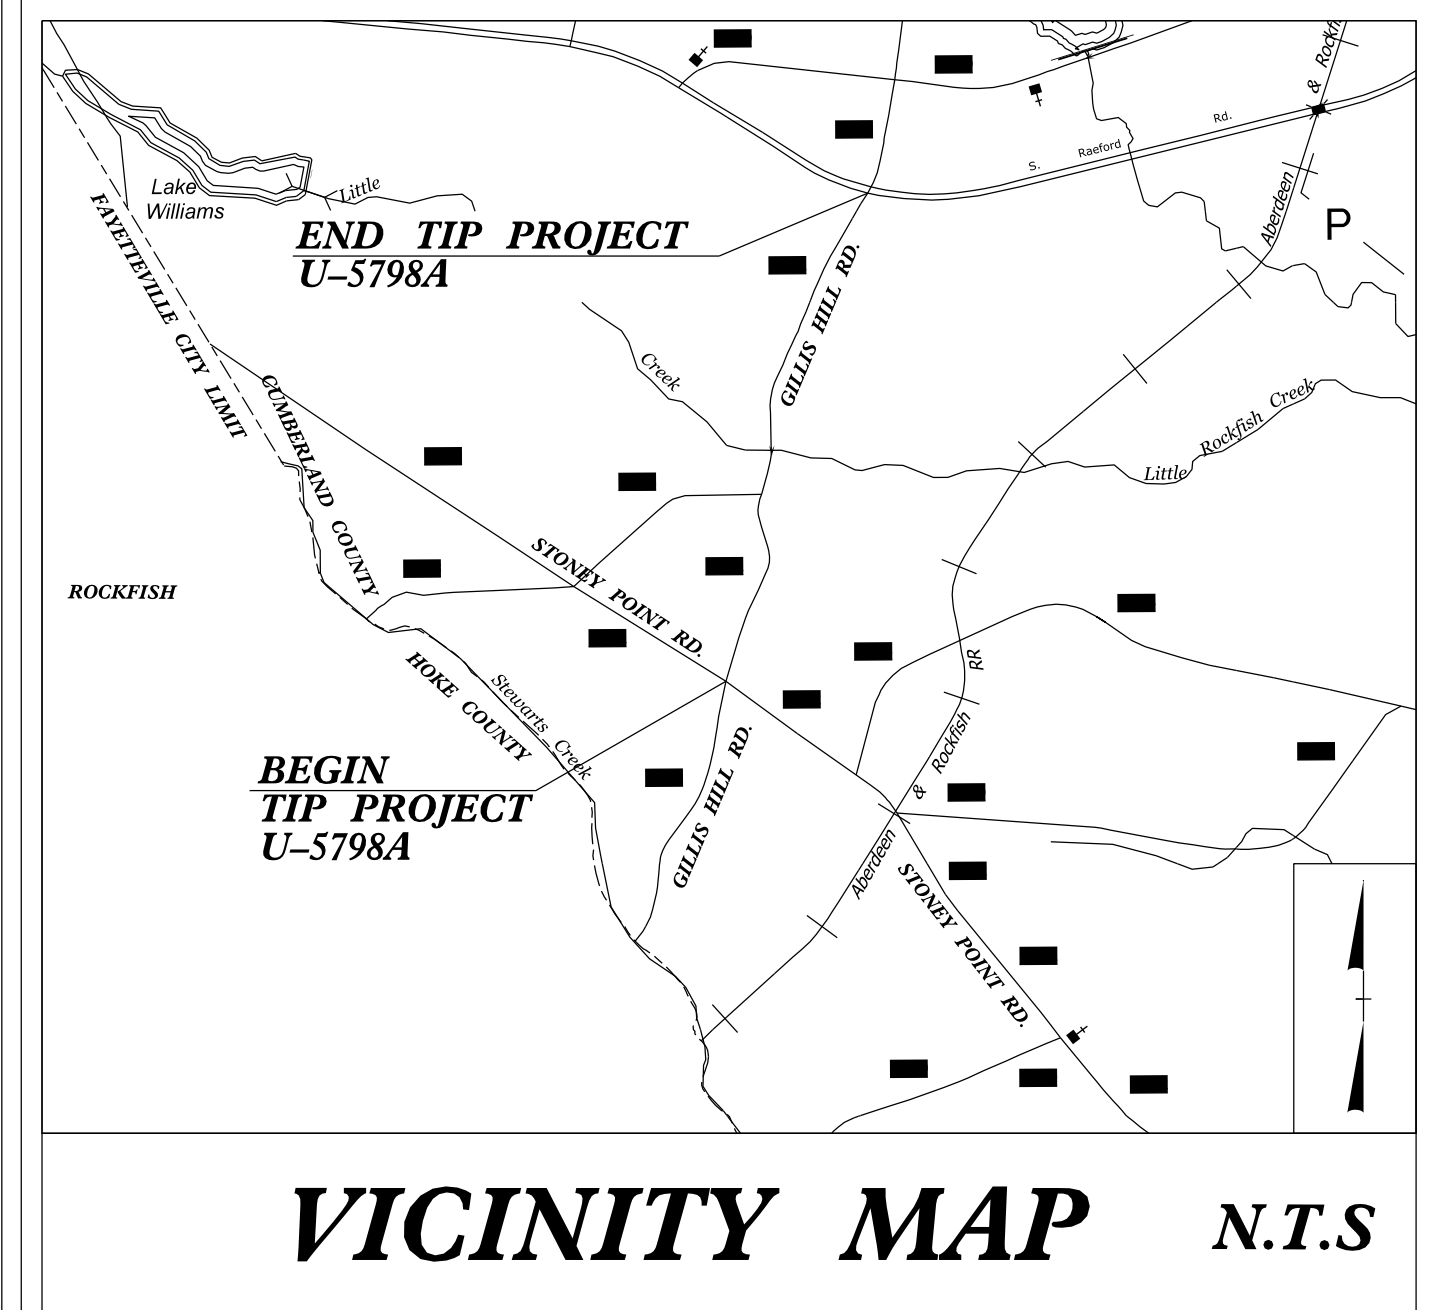 & Rockfi
S. Raeford Rd.
Lake
Williams
Little
Aberdeen
P
END TIP PROJECT
U–5798A
FAYETTEVILLE CITY LIMIT
GILLIS HILL RD.
Creek
CUMBERLAND COUNTY
Little Rockfish Creek
STONEY POINT RD.
ROCKFISH
HOKE COUNTY
Stewarts Creek
RR
BEGIN
TIP PROJECT
U–5798A
GILLIS HILL RD.
Aberdeen & Rockfish
STONEY POINT RD.
VICINITY MAP
N.T.S